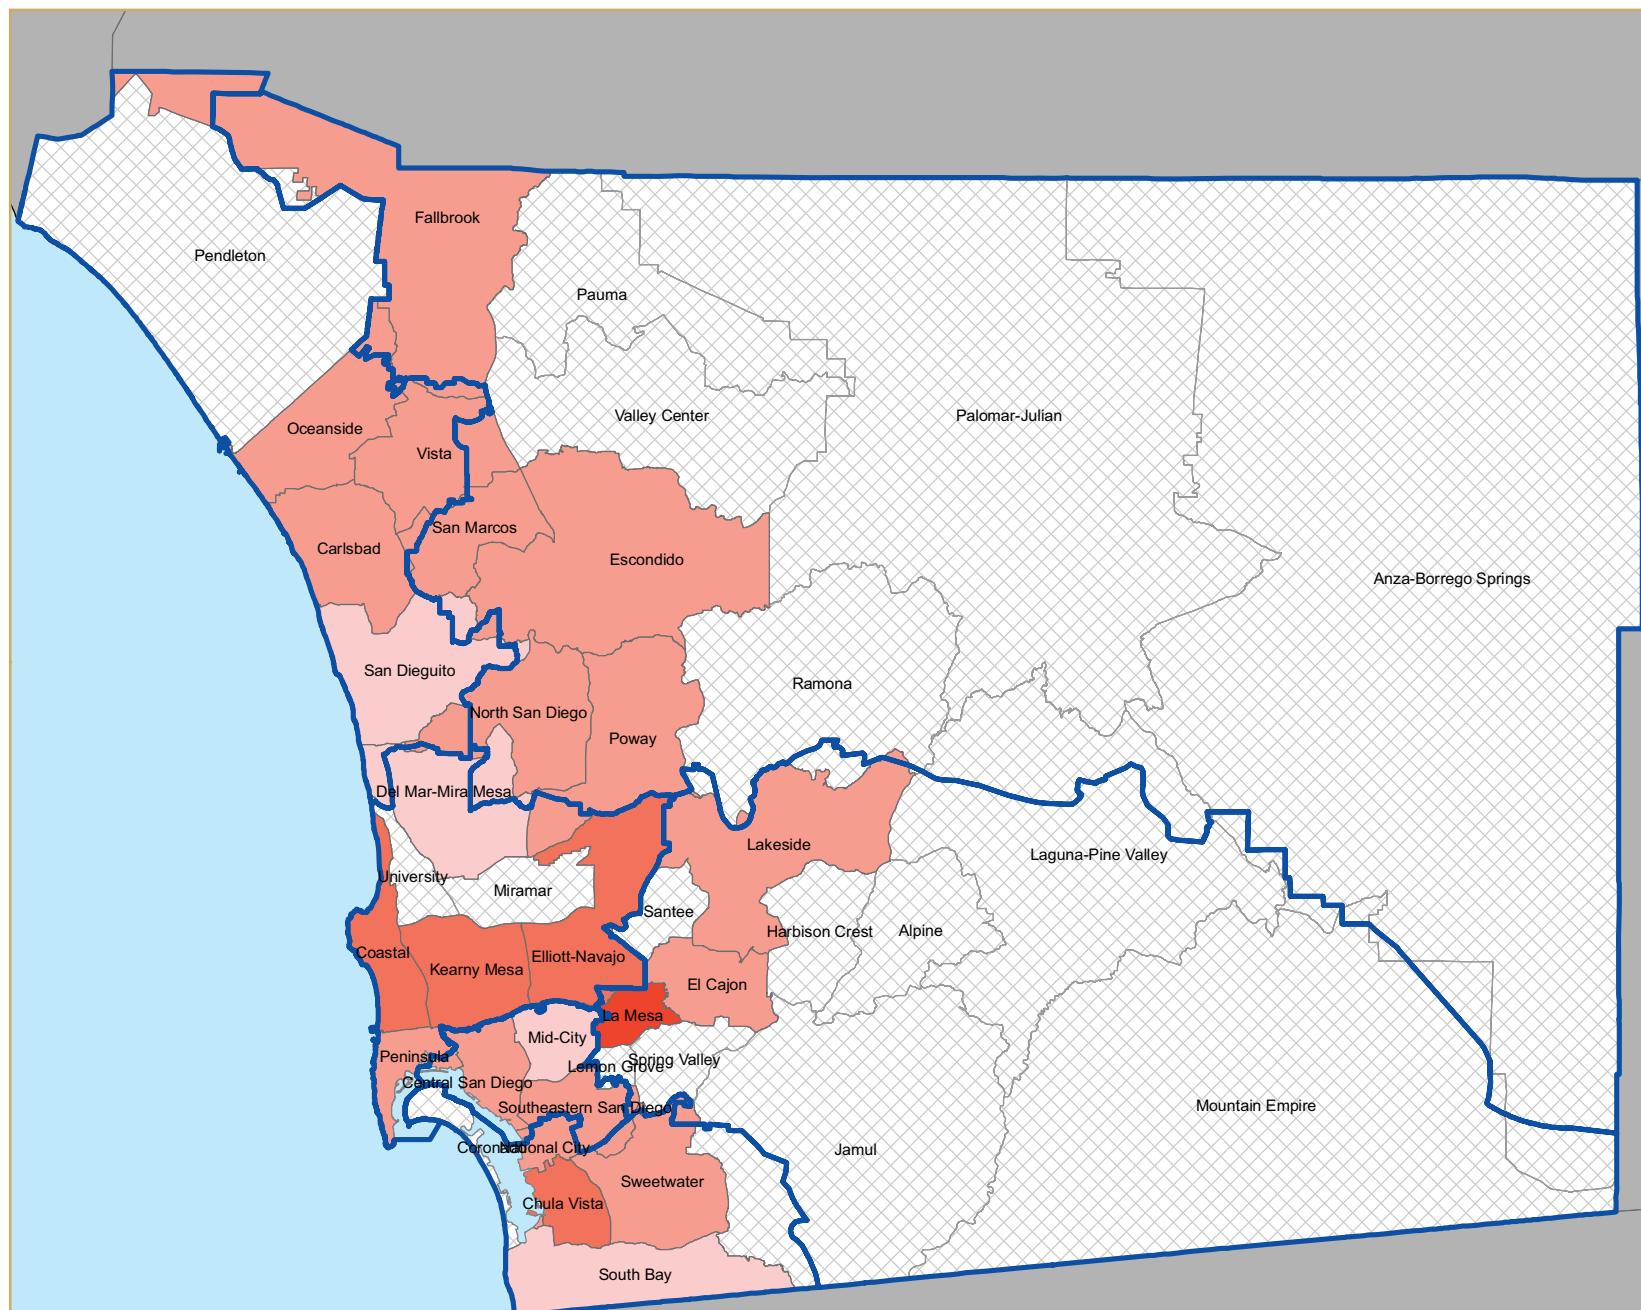 Fallbrook
Pendleton
Pauma
Valley Center
Palomar-Julian
Oceanside
Vista
San Marcos
Carlsbad
Escondido
Anza-Borrego Springs
San Dieguito
Ramona
North San Diego
Poway
Del Mar-Mira Mesa
Lakeside
Laguna-Pine Valley
University
Miramar
Santee
Harbison Crest
Alpine
Coastal
Elliott-Navajo
Kearny Mesa
El Cajon
La Mesa
Mid-City
Peninsula
Lemon Grove
Spring Valley
Central San Diego
Southeastern San Diego
Mountain Empire
Coronado
National City
Jamul
Sweetwater
Chula Vista
South Bay